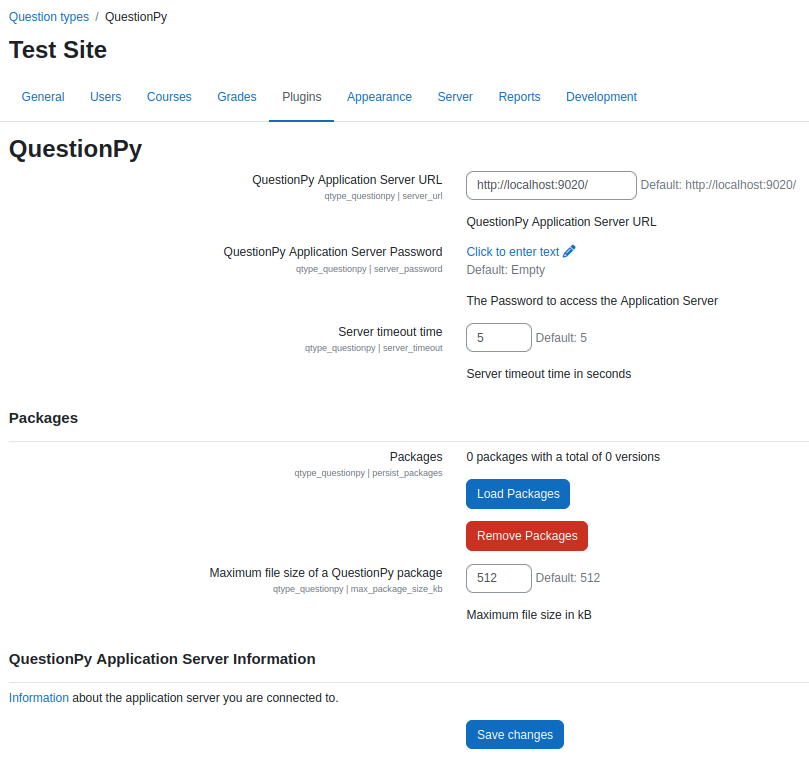 Question types / QuestionPy
Test Site
General Users Courses Grades Plugins Appearance Server Reports Development
QuestionPy
QuestionPy Application Server URL
qtype_questionpy | server_url
http://localhost:9020/ Default: http://localhost:9020/
QuestionPy Application Server URL
QuestionPy Application Server Password
qtype_questionpy | server_password
Click to enter text
Default: Empty
The Password to access the Application Server
Server timeout time
qtype_questionpy | server_timeout
5 Default: 5
Server timeout time in seconds
Packages
Packages
qtype_questionpy | persist_packages
0 packages with a total of 0 versions
Load Packages
Remove Packages
Maximum file size of a QuestionPy package
qtype_questionpy | max_package_size_kb
512 Default: 512
Maximum file size in kB
QuestionPy Application Server Information
Information about the application server you are connected to.
Save changes